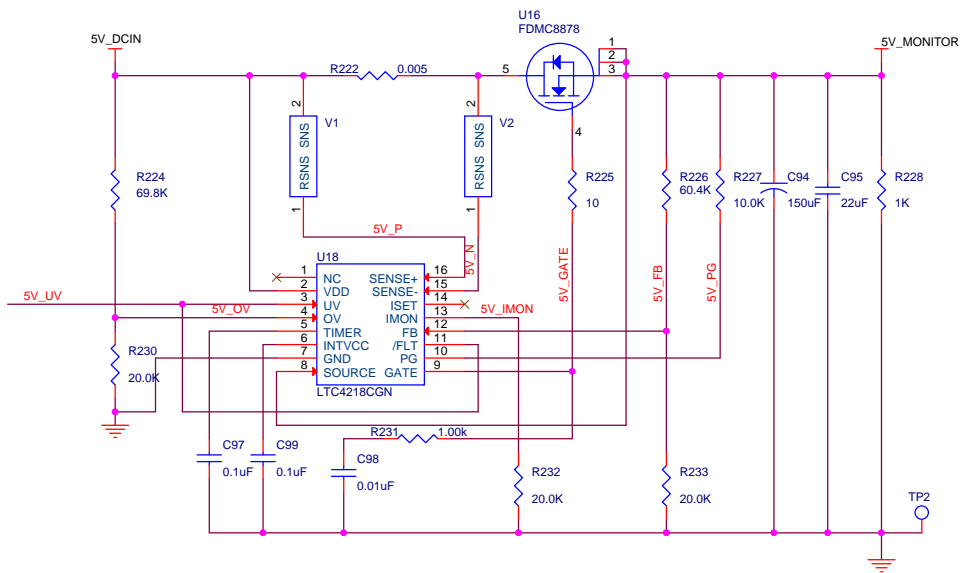 U16
FDMC8878
5V_DCIN
5V_MONITOR
R222
0.005
5
1
2
3
4
2
V1
RSNS SNS
1
2
V2
RSNS SNS
1
R224
69.8K
R225
10
R226
60.4K
R227
10.0K
C94
150uF
C95
22uF
R228
1K
5V_P
5V_N
5V_GATE
5V_FB
5V_PG
U18
1
NC
SENSE+
16
2
VDD
SENSE-
15
5V_UV
3
UV
ISET
14
5V_OV
4
OV
IMON
13
5V_IMON
5
TIMER
FB
12
6
INTVCC
/FLT
11
7
GND
PG
10
8
SOURCE
GATE
9
LTC4218CGN
R230
20.0K
R231
1.00k
C97
0.1uF
C99
0.1uF
C98
0.01uF
R232
20.0K
R233
20.0K
TP2